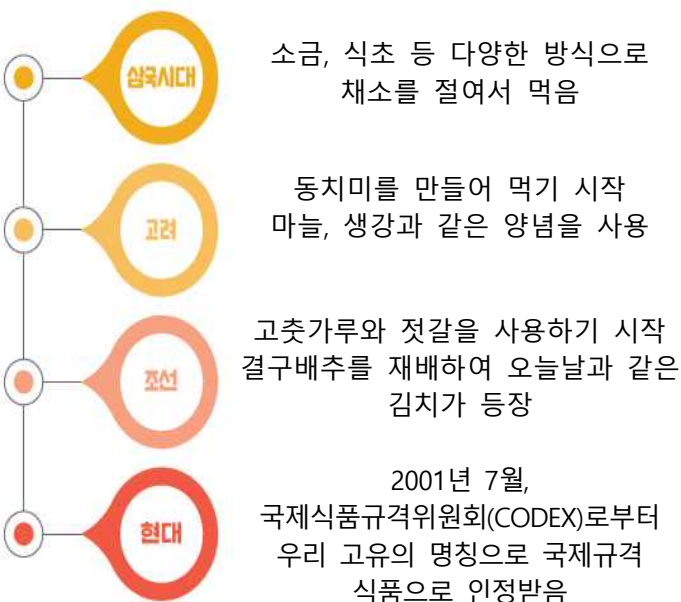 삼국시대
소금, 식초 등 다양한 방식으로
채소를 절여서 먹음
고려
동치미를 만들어 먹기 시작
마늘, 생강과 같은 양념을 사용
조선
고춧가루와 젓갈을 사용하기 시작
결구배추를 재배하여 오늘날과 같은
김치가 등장
현대
2001년 7월,
국제식품규격위원회(CODEX)로부터
우리 고유의 명칭으로 국제규격
식품으로 인정받음